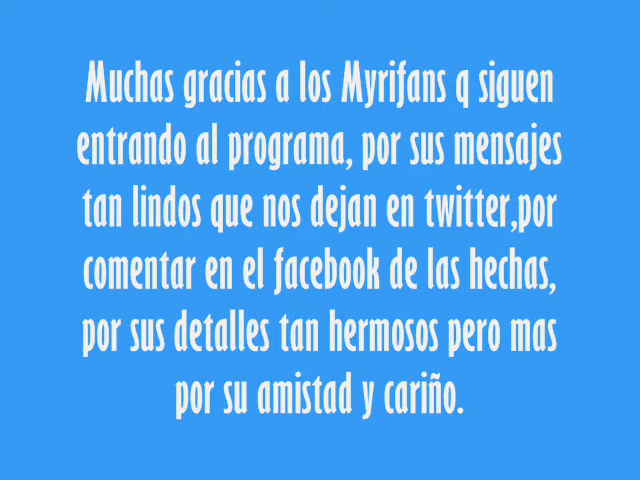 Muchas gracias a los Myrifans q siguen
entrando al programa, por sus mensajes
tan lindos que nos dejan en twitter,por
comentar en el facebook de las hechas,
por sus detalles tan hermosos pero mas
por su amistad y cariño.